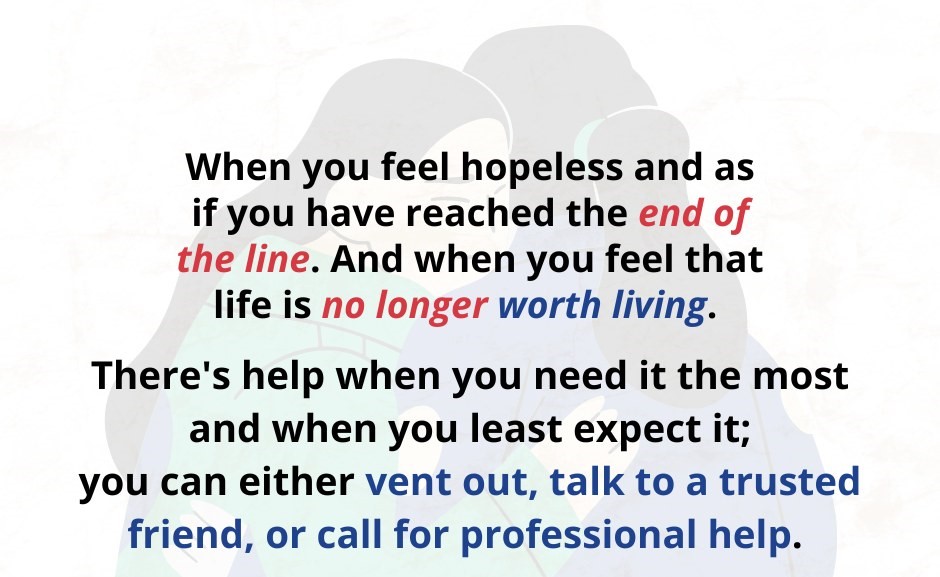 When you feel hopeless and as
if you have reached the end of
the line. And when you feel that
life is no longer worth living.
There's help when you need it the most
and when you least expect it;
you can either vent out, talk to a trusted
friend, or call for professional help.